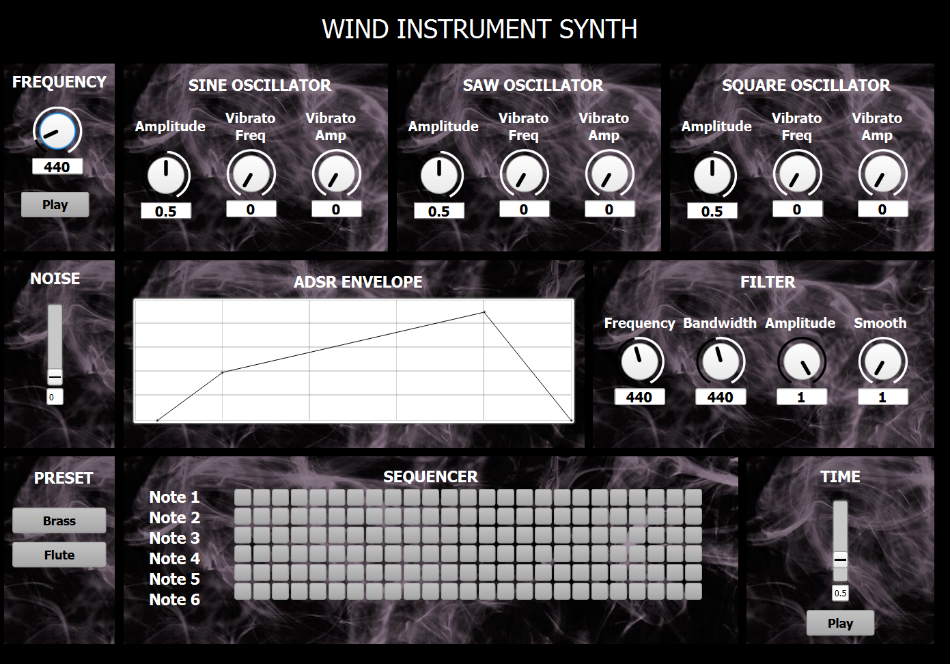 WIND INSTRUMENT SYNTH
FREQUENCY
440
Play
SINE OSCILLATOR
Amplitude
Vibrato
Freq
Vibrato
Amp
0.5
0
0
SAW OSCILLATOR
Amplitude
Vibrato
Freq
Vibrato
Amp
0.5
0
0
SQUARE OSCILLATOR
Amplitude
Vibrato
Freq
Vibrato
Amp
0.5
0
0
NOISE
0
ADSR ENVELOPE
FILTER
Frequency Bandwidth Amplitude Smooth
440 440 1 1
PRESET
Brass
Flute
SEQUENCER
Note 1
Note 2
Note 3
Note 4
Note 5
Note 6
TIME
0.5
Play